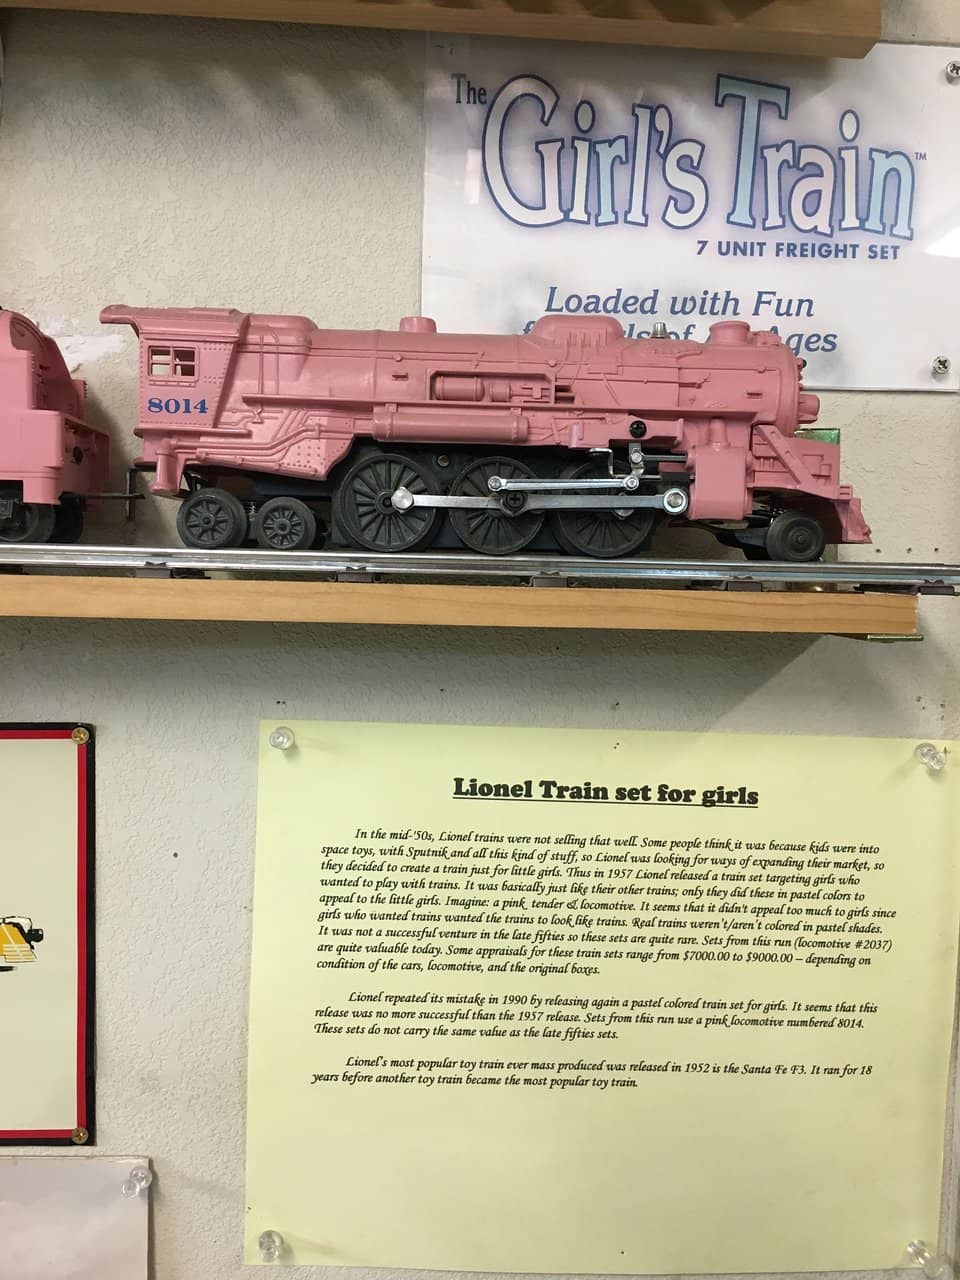 The Girl's Train™
7 UNIT FREIGHT SET
Loaded with Fun
of Ages
8014
Lionel Train set for girls
In the mid-'50s, Lionel trains were not selling that well. Some people think it was because kids were into
space toys, with Sputnik and all this kind of stuff, so Lionel was looking for ways of expanding their market, so
they decided to create a train just for little girls. Thus in 1957 Lionel released a train set targeting girls who
wanted to play with trains. It was basically just like their other trains; only they did these in pastel colors to
appeal to the little girls. Imagine: a pink tender & locomotive. It seems that it didn't appeal too much to girls since
girls who wanted trains wanted the trains to look like trains. Real trains weren't/aren't colored in pastel shades.
It was not a successful venture in the late fifties so these sets are quite rare. Sets from this run (locomotive #2037)
are quite valuable today. Some appraisals for these train sets range from $7000.00 to $9000.00 – depending on
condition of the cars, locomotive, and the original boxes.
Lionel repeated its mistake in 1990 by releasing again a pastel colored train set for girls. It seems that this
release was no more successful than the 1957 release. Sets from this run use a pink locomotive numbered 8014.
These sets do not carry the same value as the late fifties sets.
Lionel's most popular toy train ever mass produced was released in 1952 is the Santa Fe F3. It ran for 18
years before another toy train became the most popular toy train.